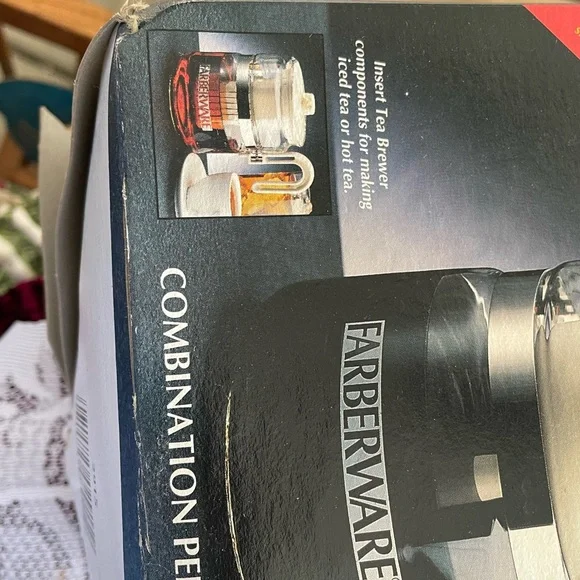 Insert Tea Brewer
components for making
iced tea or hot tea.
FARBERWARE
FARBERWARE
COMBINATION PE